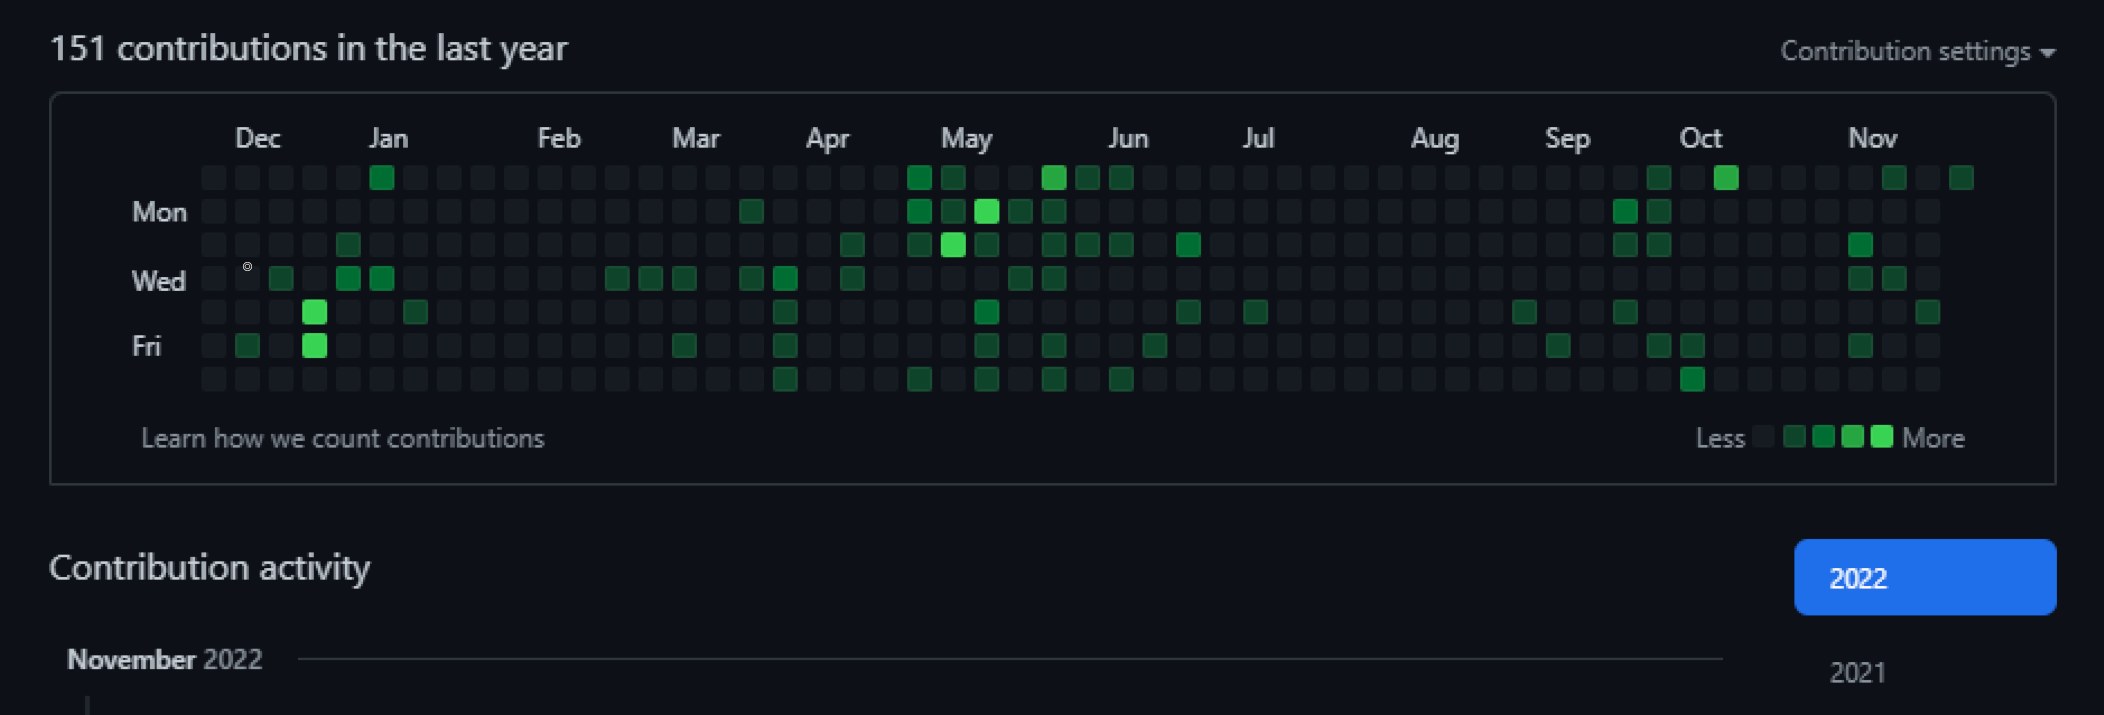 151 contributions in the last year
Contribution settings
Dec Jan Feb Mar Apr May Jun Jul Aug Sep Oct Nov
Mon
Wed
Fri
Learn how we count contributions
Less More
Contribution activity
2022
November 2022
2021